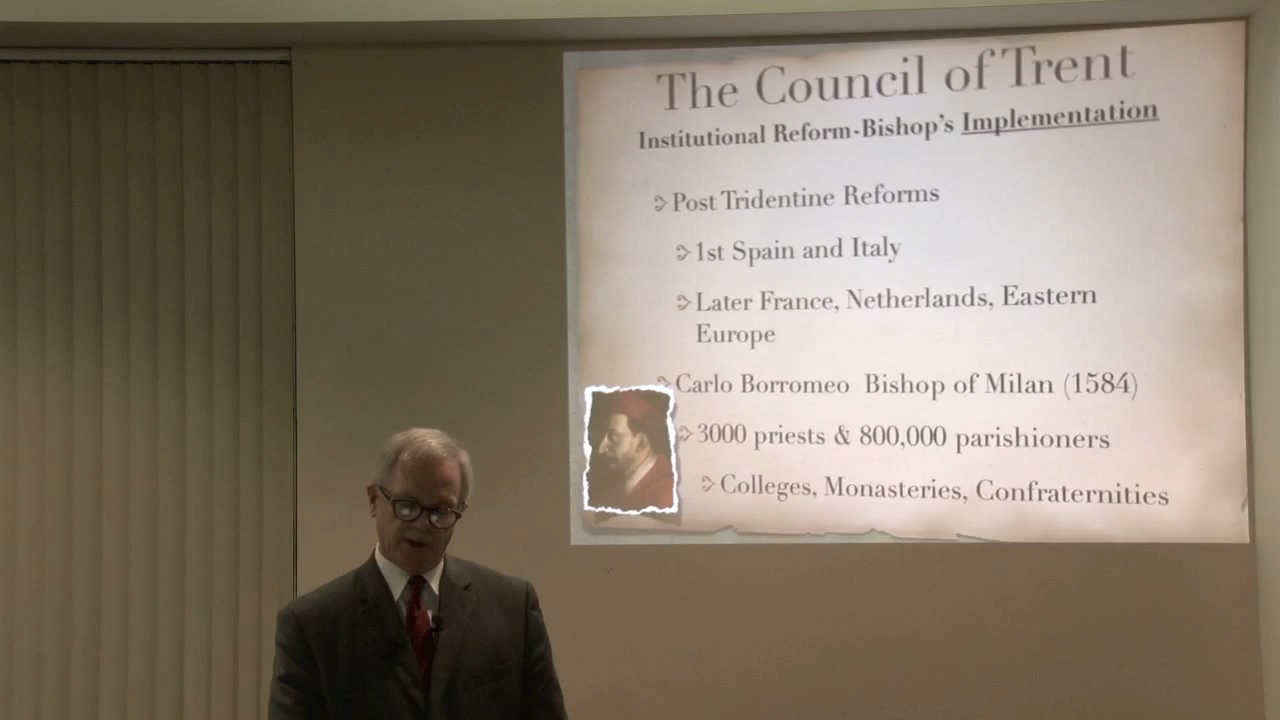 The Council of Trent
Institutional Reform-Bishop's Implementation
Post Tridentine Reforms
1st Spain and Italy
Later France, Netherlands, Eastern
Europe
Carlo Borromeo Bishop of Milan (1584)
3000 priests & 800,000 parishioners
Colleges, Monasteries, Confraternities